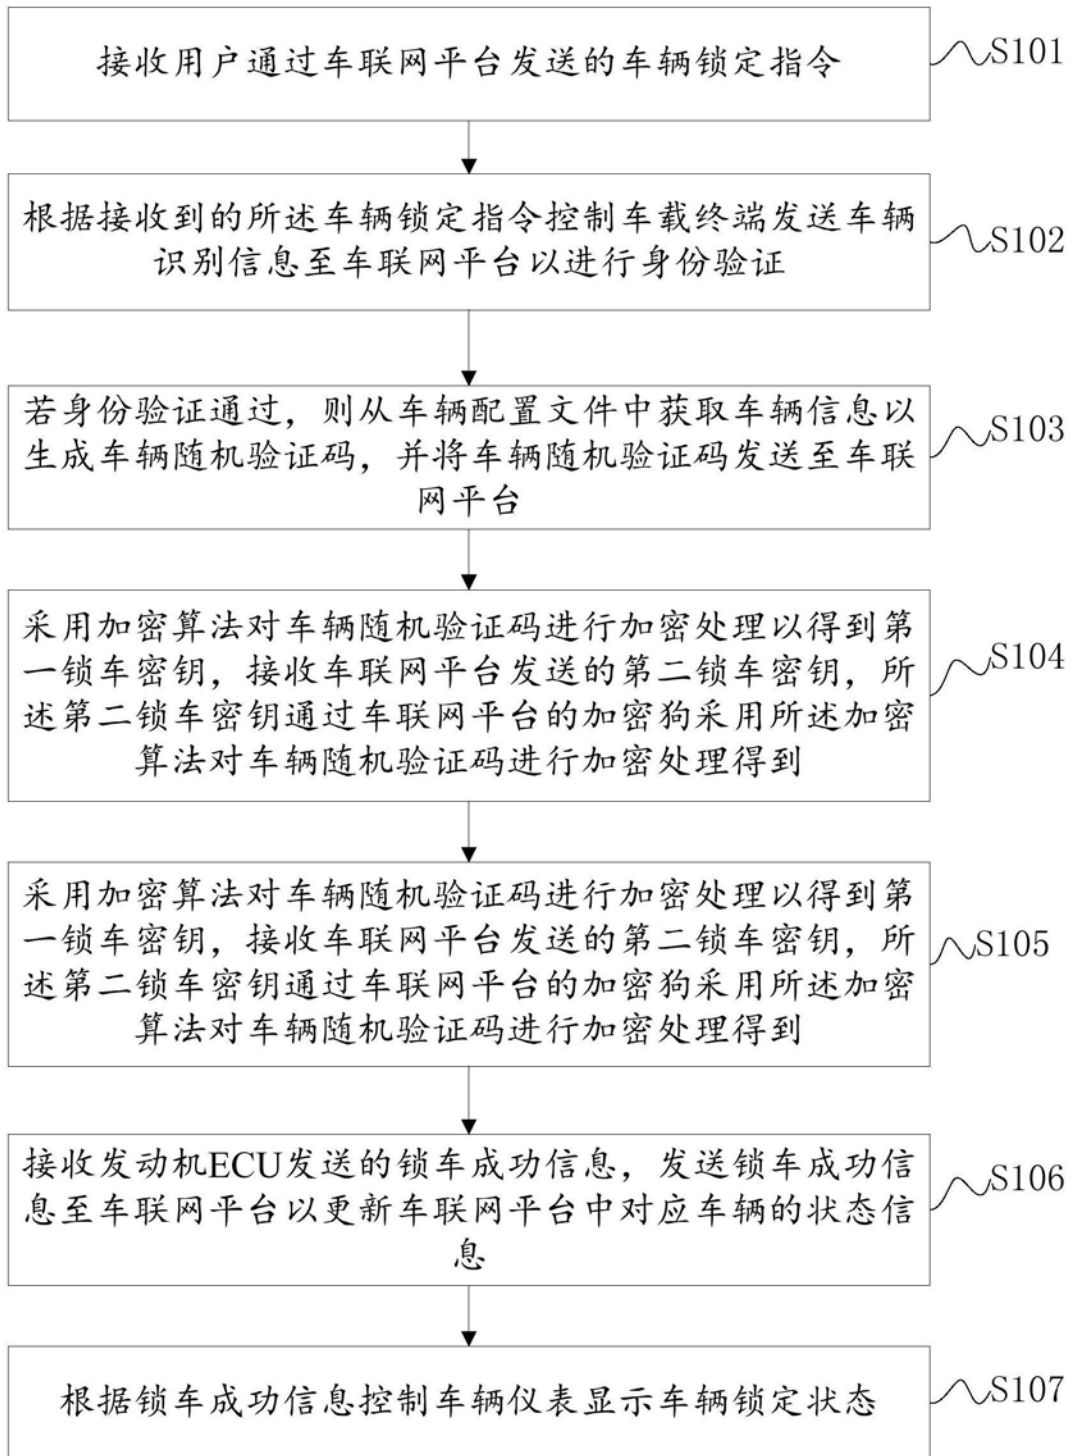 接收用户通过车联网平台发送的车辆锁定指令
S101
根据接收到的所述车辆锁定指令控制车载终端发送车辆
识别信息至车联网平台以进行身份验证
S102
若身份验证通过，则从车辆配置文件中获取车辆信息以
生成车辆随机验证码，并将车辆随机验证码发送至车联
网平台
S103
采用加密算法对车辆随机验证码进行加密处理以得到第
一锁车密钥，接收车联网平台发送的第二锁车密钥，所
述第二锁车密钥通过车联网平台的加密狗采用所述加密
算法对车辆随机验证码进行加密处理得到
S104
采用加密算法对车辆随机验证码进行加密处理以得到第
一锁车密钥，接收车联网平台发送的第二锁车密钥，所
述第二锁车密钥通过车联网平台的加密狗采用所述加密
算法对车辆随机验证码进行加密处理得到
S105
接收发动机ECU发送的锁车成功信息，发送锁车成功信
息至车联网平台以更新车联网平台中对应车辆的状态信
息
S106
根据锁车成功信息控制车辆仪表显示车辆锁定状态
S107